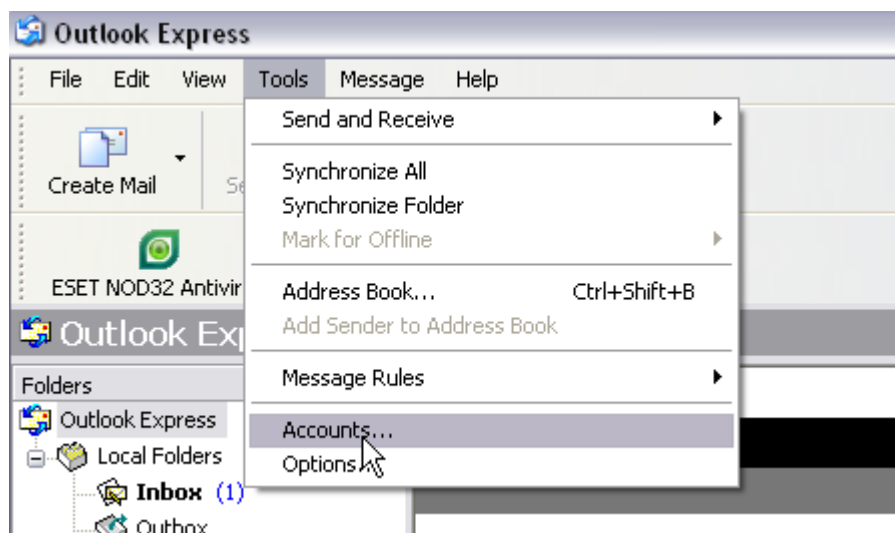 Outlook Express
File Edit View Tools Message Help
Send and Receive
Create Mail
Synchronize All
Synchronize Folder
Mark for Offline
ESET NOD32 Antivir
Address Book... Ctrl+Shift+B
Add Sender to Address Book
Outlook Ex
Message Rules
Folders
Outlook Express
Accounts...
Local Folders
Options
Inbox (1)
Outbox